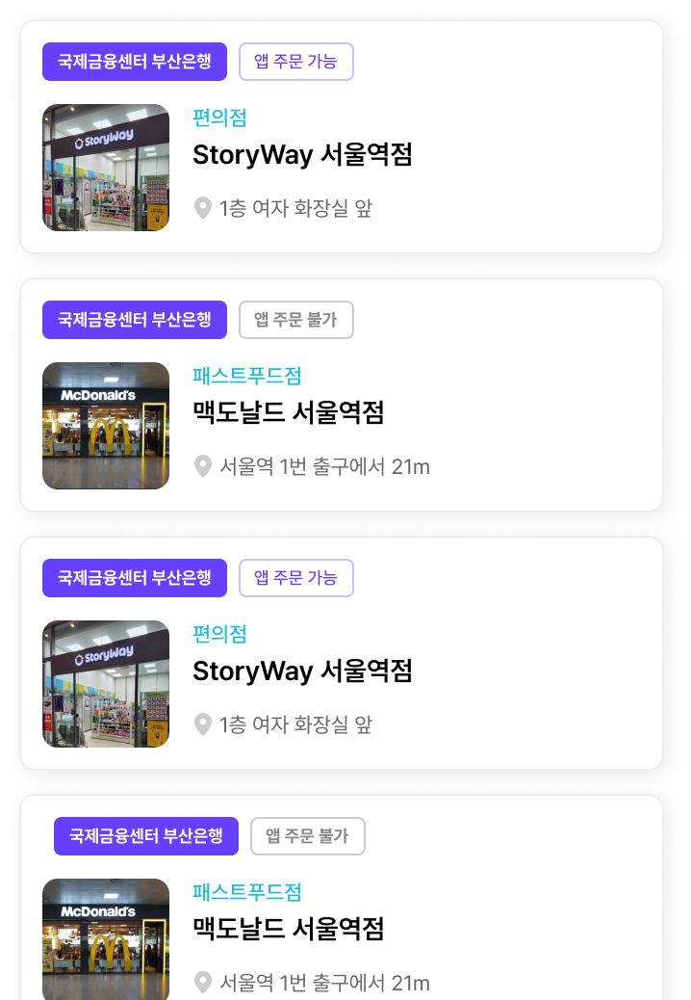 국제금융센터 부산은행
앱 주문 가능
StoryWay
편의점
StoryWay 서울역점
1층 여자 화장실 앞
국제금융센터 부산은행
앱 주문 불가
McDonald's
패스트푸드점
맥도날드 서울역점
서울역 1번 출구에서 21m
국제금융센터 부산은행
앱 주문 가능
StoryWay
편의점
StoryWay 서울역점
1층 여자 화장실 앞
국제금융센터 부산은행
앱 주문 불가
McDonald's
패스트푸드점
맥도날드 서울역점
서울역 1번 출구에서 21m